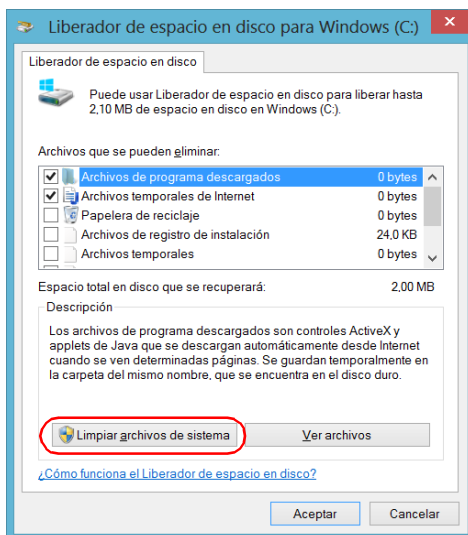 Liberador de espacio en disco para Windows (C:)
Liberador de espacio en disco
Puede usar Liberador de espacio en disco para liberar hasta
2,10 MB de espacio en disco en Windows (C:).
Archivos que se pueden eliminar:
Archivos de programa descargados 0 bytes
Archivos temporales de Internet 0 bytes
Papelera de reciclaje 0 bytes
Archivos de registro de instalación 24,0 KB
Archivos temporales 0 bytes
Espacio total en disco que se recuperará: 2,00 MB
Descripción
Los archivos de programa descargados son controles ActiveX y
applets de Java que se descargan automáticamente desde Internet
cuando se ven determinadas páginas. Se guardan temporalmente en
la carpeta del mismo nombre, que se encuentra en el disco duro.
Limpiar archivos de sistema Ver archivos
¿Cómo funciona el Liberador de espacio en disco?
Aceptar Cancelar